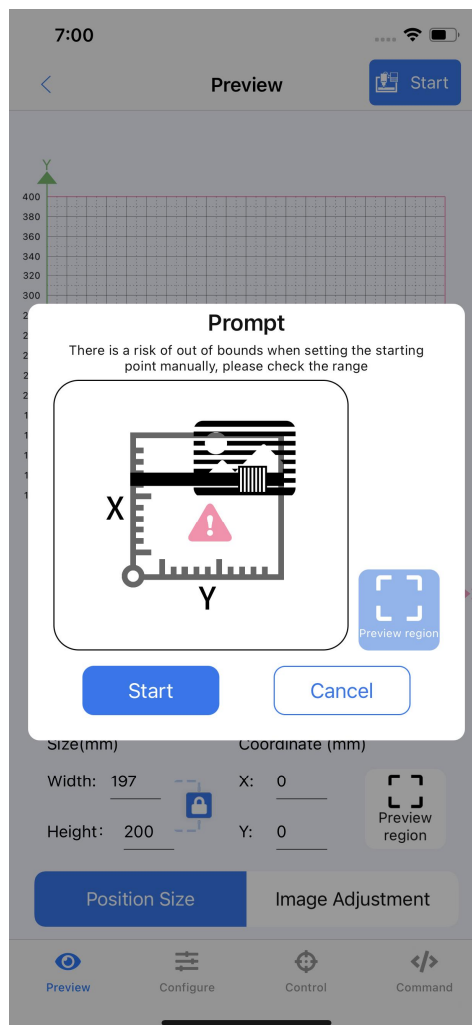 7:00
Preview
Start
Y
400
380
360
340
320
300
Prompt
There is a risk of out of bounds when setting the starting
point manually, please check the range
X
Y
Preview region
Start
Cancel
Size(mm)
Coordinate (mm)
Width: 197
X: 0
Height: 200
Y: 0
Preview
region
Position Size
Image Adjustment
Preview
Configure
Control
Command